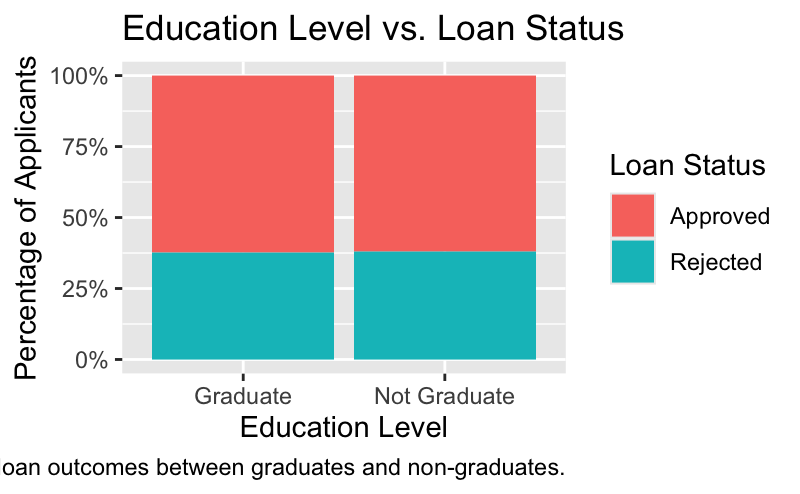 Education Level vs. Loan Status
Percentage of Applicants
100%
75%
50%
25%
0%
Graduate
Not Graduate
Education Level
Loan Status
Approved
Rejected
loan outcomes between graduates and non-graduates.